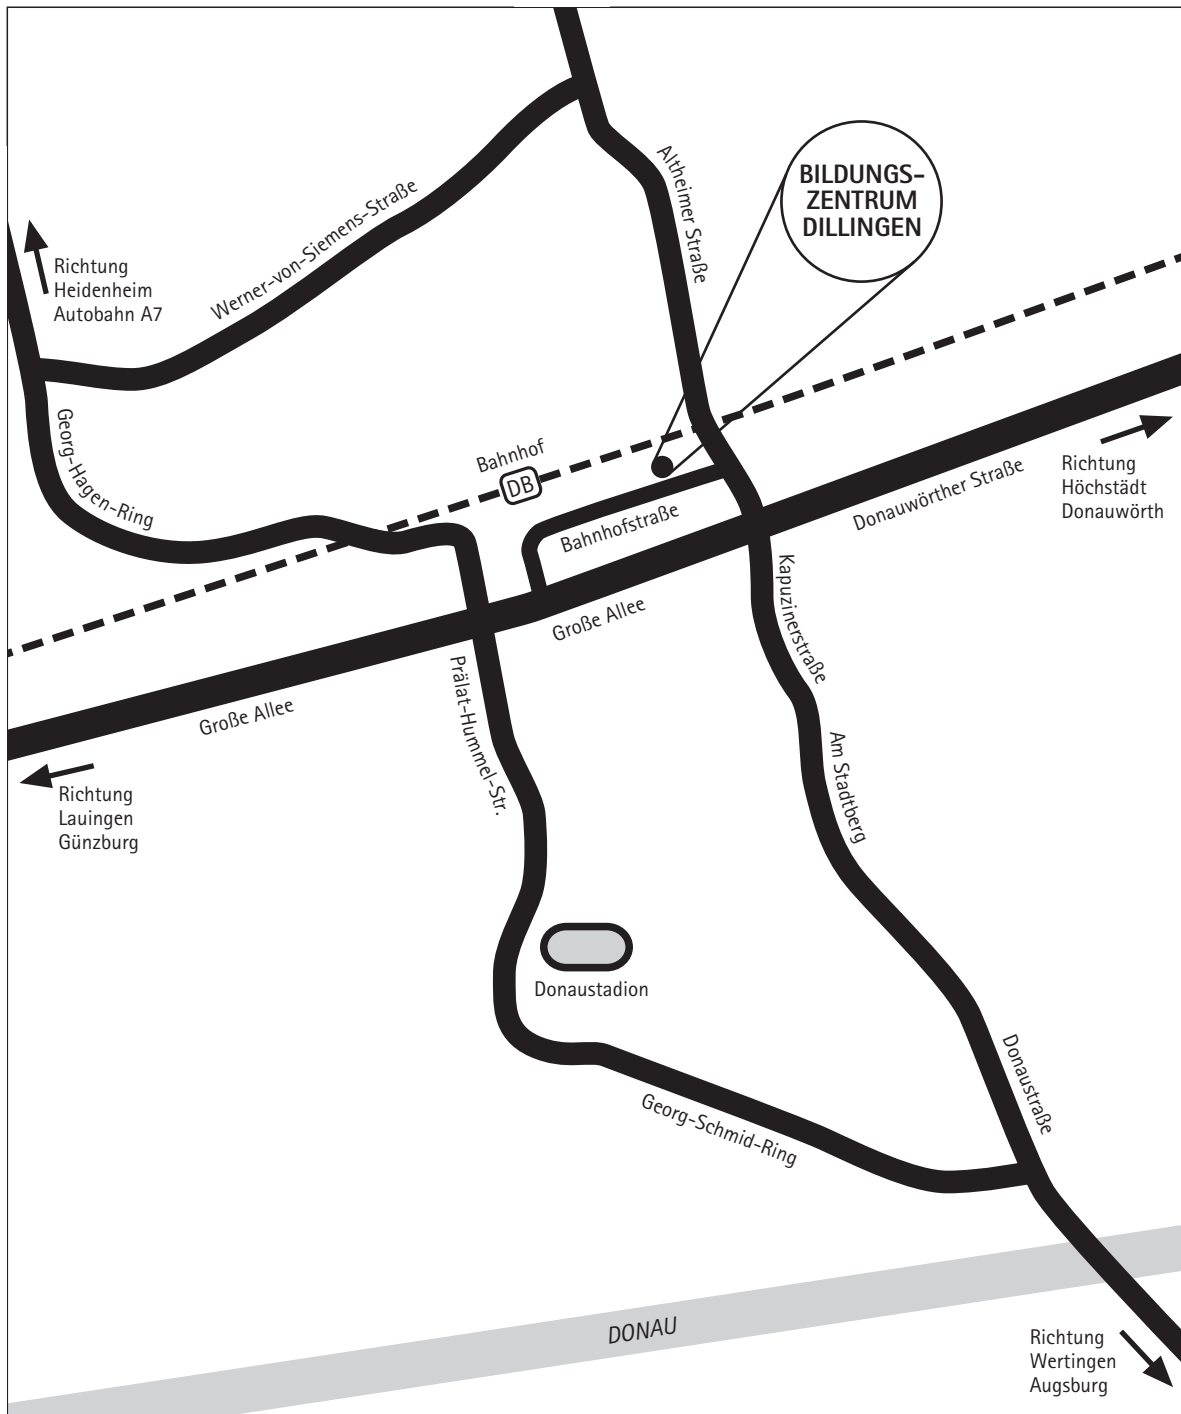 Altheimer Straße
BILDUNGS-
ZENTRUM
DILLINGEN
Werner-von-Siemens-Straße
Richtung
Heidenheim
Autobahn A7
Georg-Hagen-Ring
Bahnhof
DB
Bahnhofstraße
Donauwörther Straße
Richtung
Höchstädt
Donauwörth
Große Allee
Kapuzinerstraße
Große Allee
Prälat-Hummel-Str.
Richtung
Lauingen
Günzburg
Am Stadtberg
Donaustadion
Donaustraße
Georg-Schmid-Ring
DONAU
Richtung
Wertingen
Augsburg